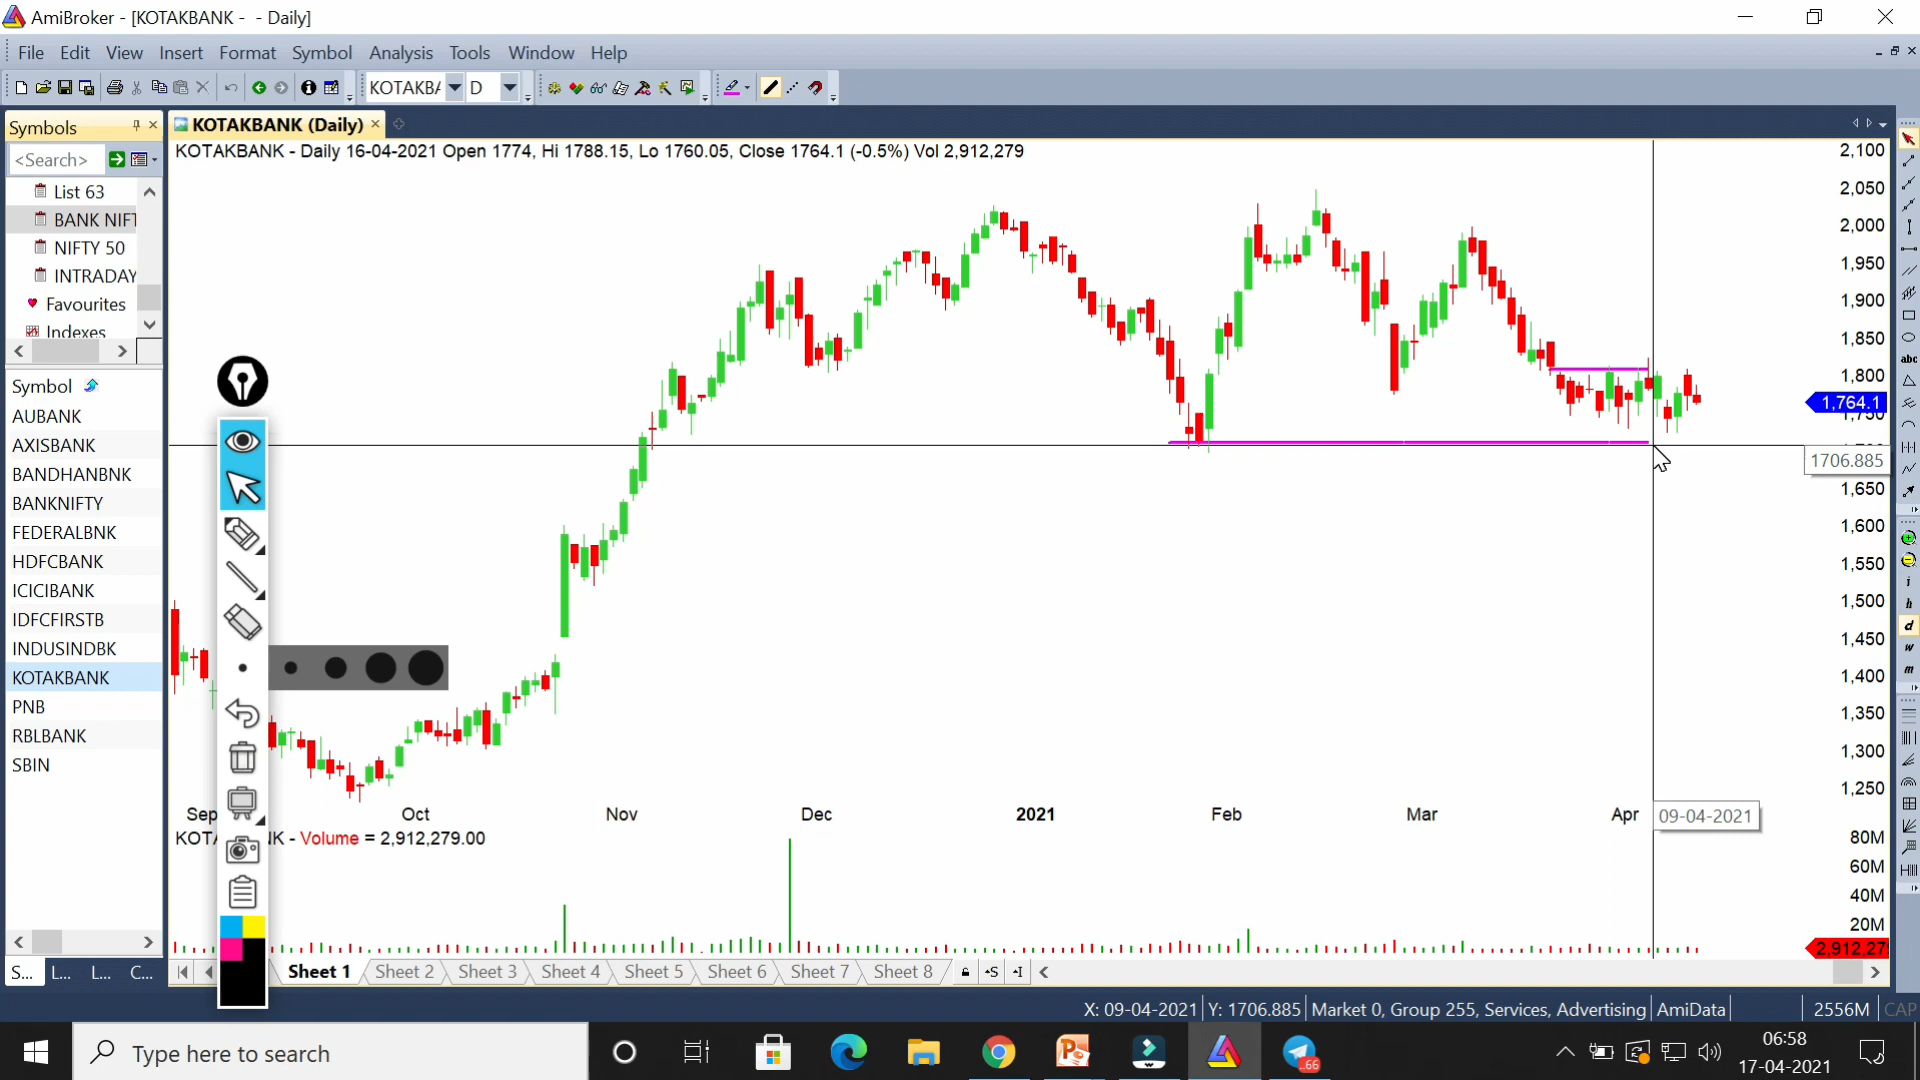 AmiBroker - [KOTAKBANK - - Daily]
File Edit View Insert Format Symbol Analysis Tools Window Help
KOTAKB D
Symbols
KOTAKBANK (Daily)
<Search>
KOTAKBANK - Daily 16-04-2021 Open 1774, Hi 1788.15, Lo 1760.05, Close 1764.1 (-0.5%) Vol 2,912,279
List 63
BANK NIFT
NIFTY 50
INTRADAY
Favourites
Indexes
Symbol
AUBANK
AXISBANK
BANDHANBNK
BANKNIFTY
FEDERALBNK
HDFCBANK
ICICIBANK
IDFCFIRSTB
INDUSINDBK
KOTAKBANK
PNB
RBLBANK
SBIN
2,100
2,050
2,000
1,950
1,900
1,850
1,800
1,764.1
1,750
1706.885
1,650
1,600
1,550
1,500
1,450
1,400
1,350
1,300
1,250
abc
i
h
d
w
m
Sep Oct Nov Dec 2021 Feb Mar Apr 09-04-2021
KOTA NK - Volume = 2,912,279.00
80M
60M
40M
20M
2,912,27
S... L... L... C...
Sheet 1 Sheet 2 Sheet 3 Sheet 4 Sheet 5 Sheet 6 Sheet 7 Sheet 8
X: 09-04-2021 Y: 1706.885 Market 0, Group 255, Services, Advertising AmiData 2556M CAP
Type here to search
..66
06:58
17-04-2021